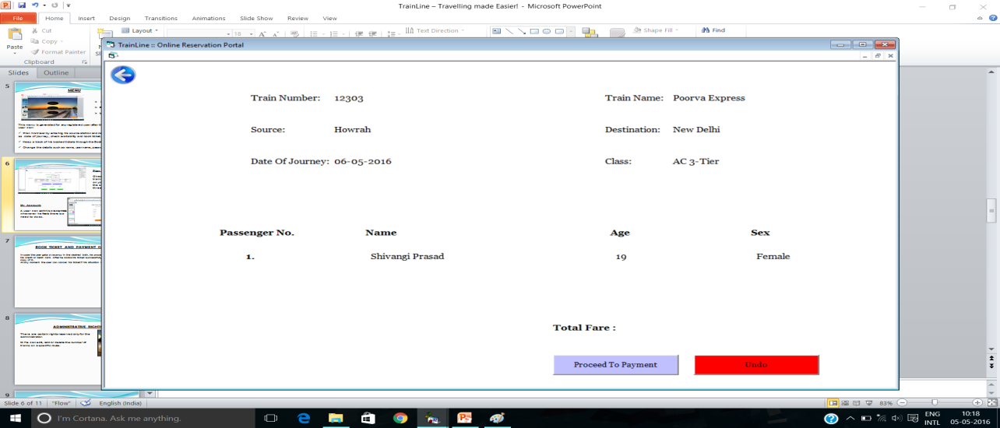 TrainLine – Travelling made Easier! - Microsoft PowerPoint
File Home Insert Design Transitions Animations Slide Show Review View
Cut
Copy
Format Painter
Paste
Clipboard
Layout
18
Text Direction
Shape Fill
Find
Slides Outline
TrainLine :: Online Reservation Portal
Train Number: 12303 Train Name: Poorva Express
Source: Howrah Destination: New Delhi
Date Of Journey: 06-05-2016 Class: AC 3-Tier
Passenger No. Name Age Sex
1. Shivangi Prasad 19 Female
Total Fare :
Proceed To Payment Undo
5
MENU
6
My Account
7
BOOK TICKET AND PAYMENT
8
ADMINISTRATIVE
9
Slide 6 of 11 "Flow" English (India) 83%
I'm Cortana. Ask me anything.
ENG 10:18
INTL 05-05-2016